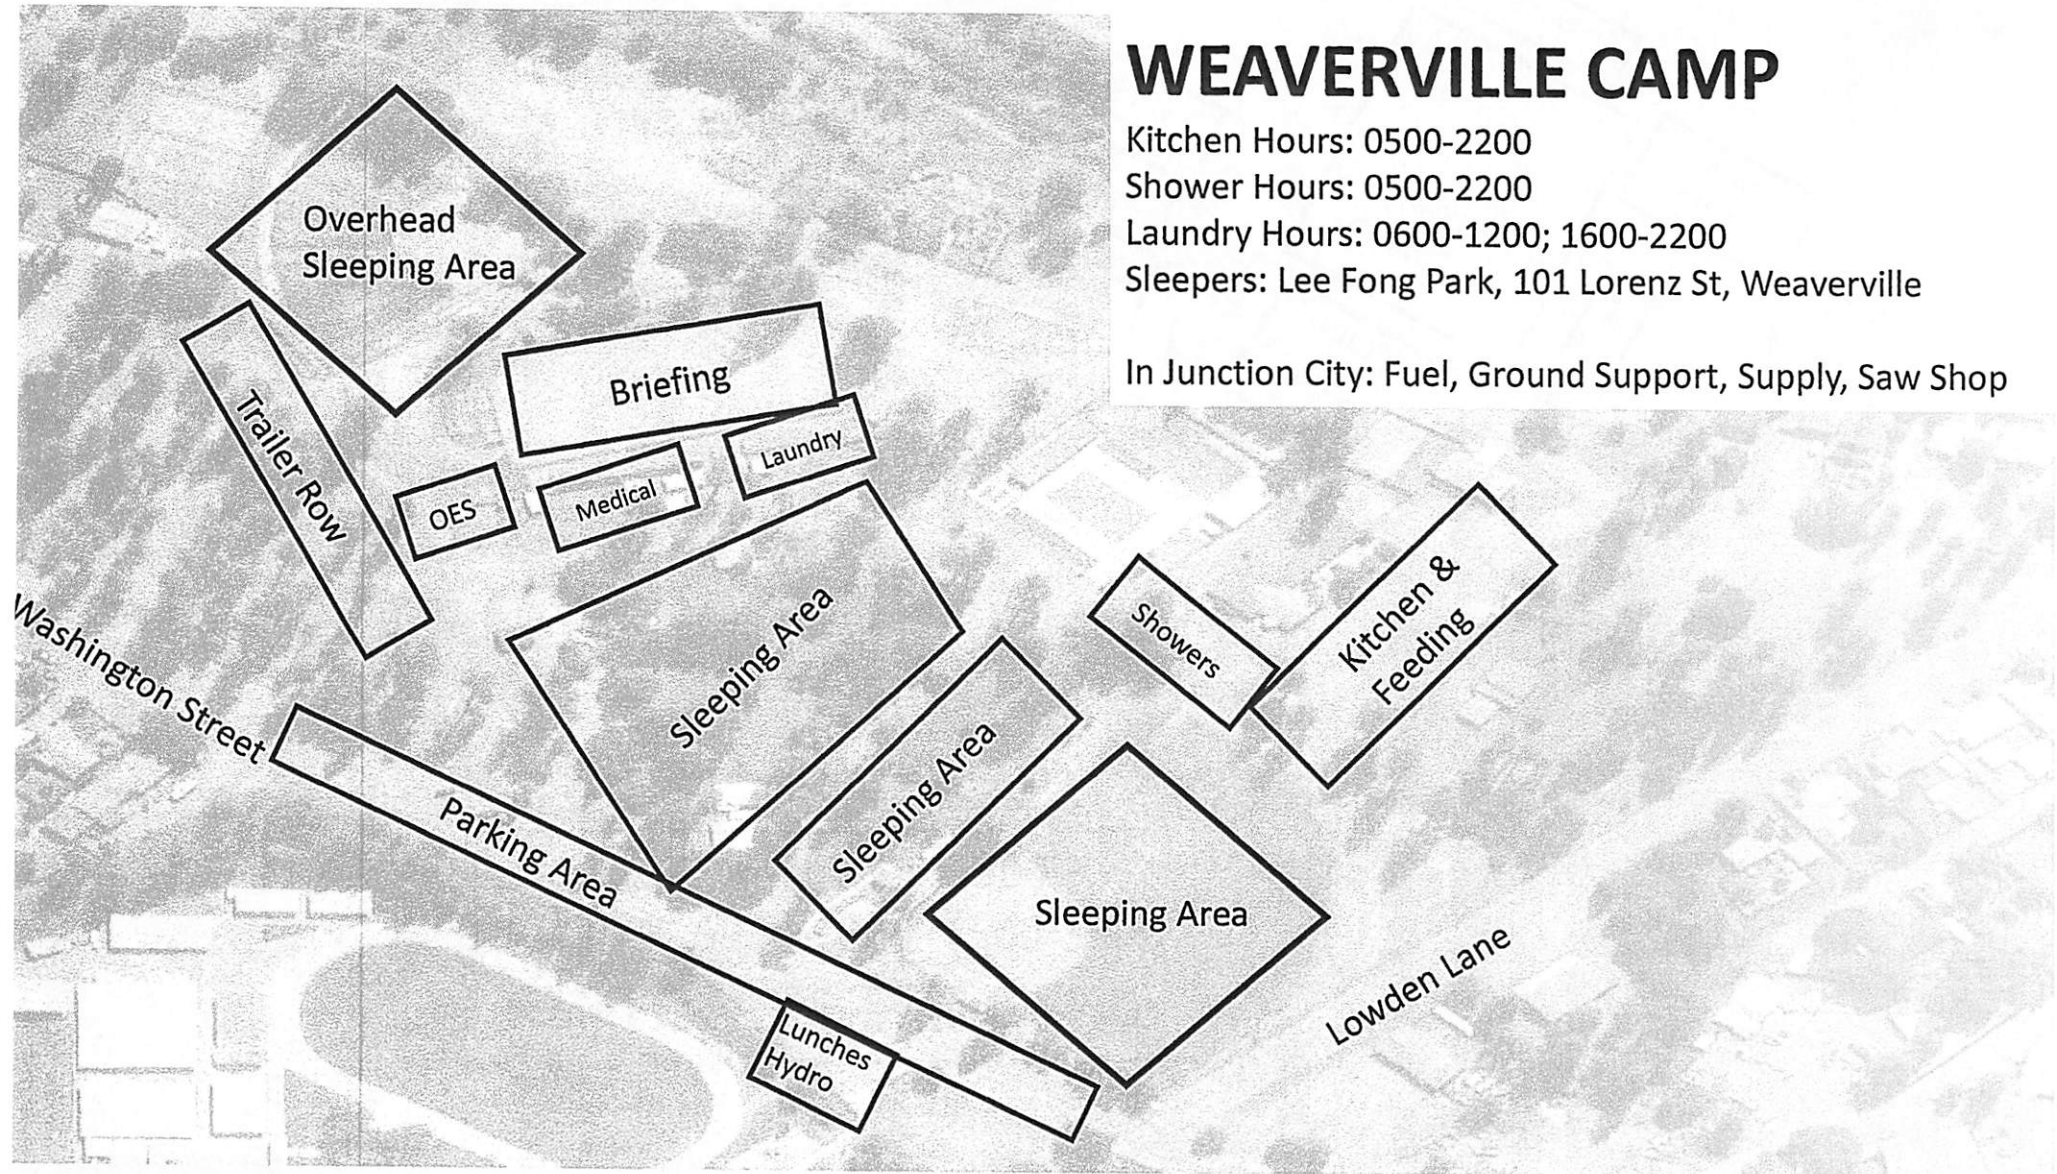 WEAVERVILLE CAMP
Kitchen Hours: 0500-2200
Shower Hours: 0500-2200
Laundry Hours: 0600-1200; 1600-2200
Sleepers: Lee Fong Park, 101 Lorenz St, Weaverville
In Junction City: Fuel, Ground Support, Supply, Saw Shop
Overhead
Sleeping Area
Trailer Row
Briefing
Laundry
OES
Medical
Sleeping Area
Showers
Kitchen &
Feeding
Washington Street
Parking Area
Sleeping Area
Sleeping Area
Lunches
Hydro
Lowden Lane